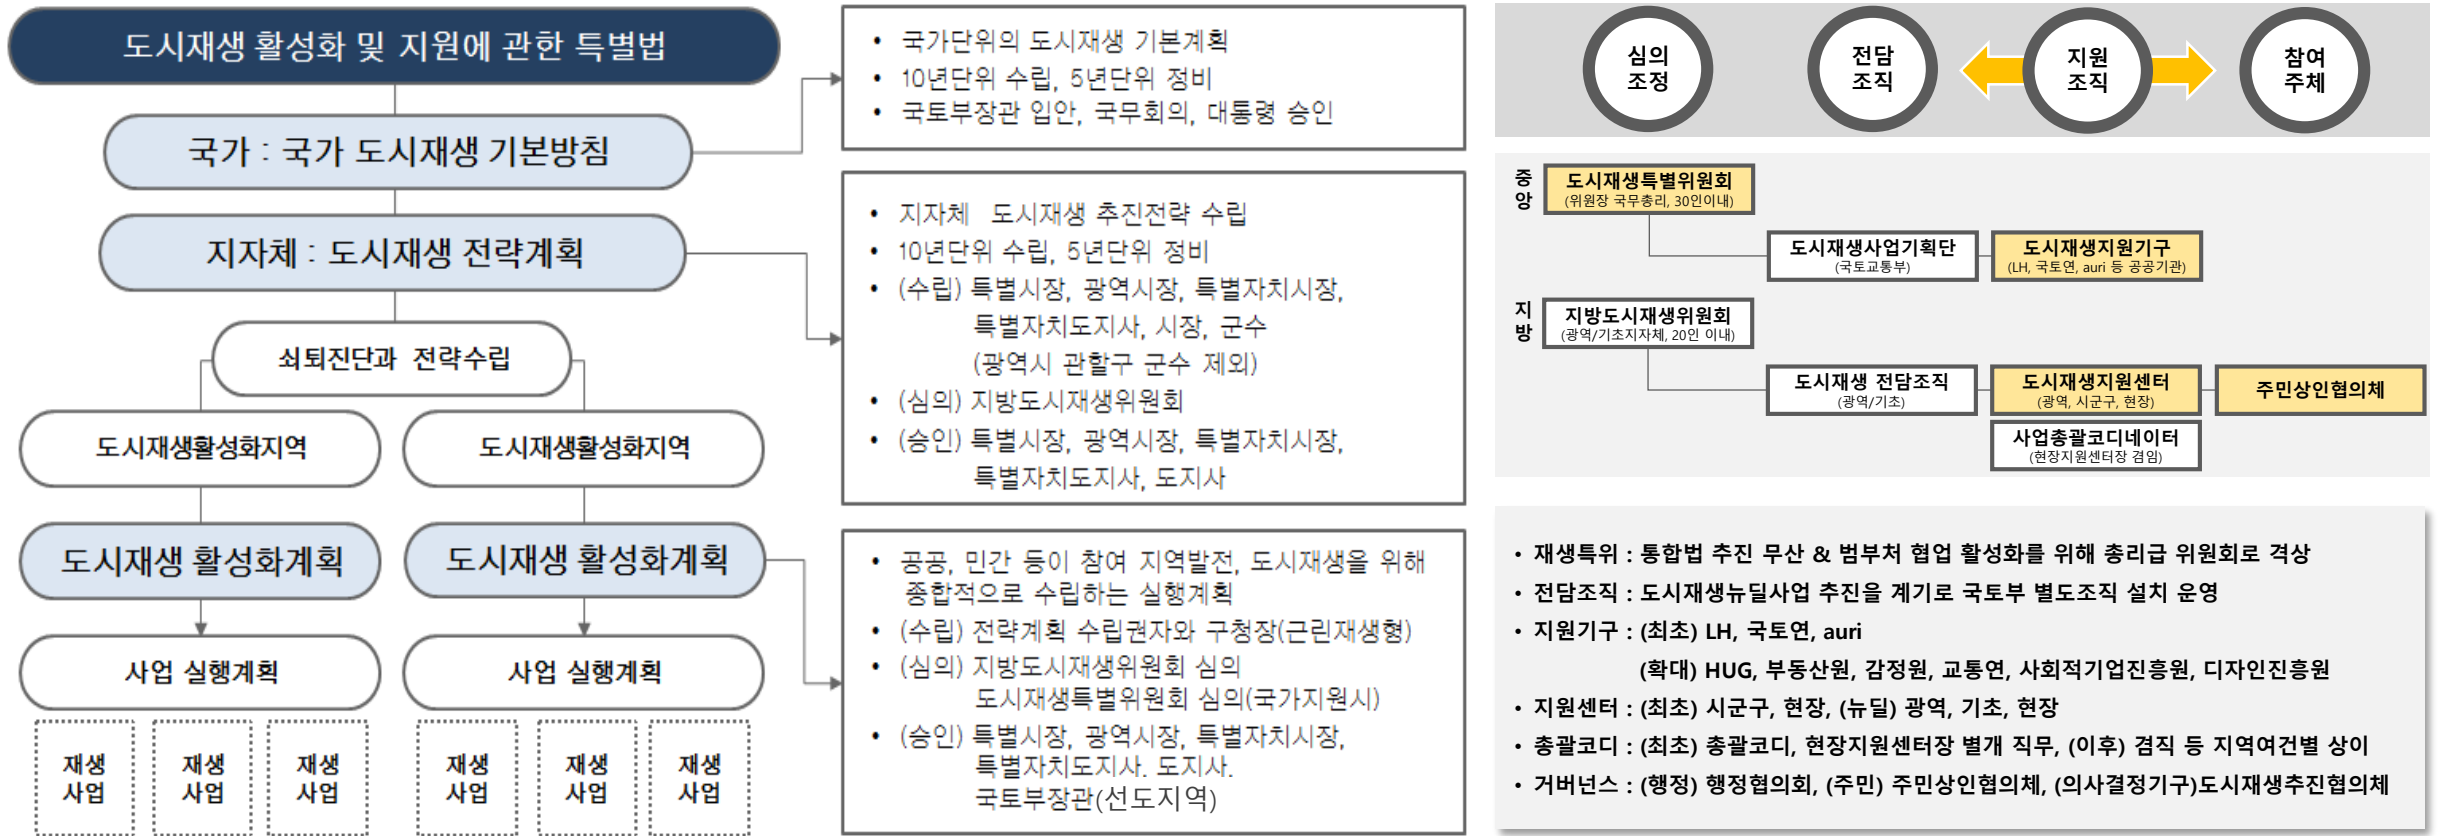 도시재생 활성화 및 지원에 관한 특별법
국가 : 국가 도시재생 기본방침
지자체 : 도시재생 전략계획
쇠퇴진단과 전략수립
도시재생활성화지역
도시재생활성화지역
도시재생 활성화계획
도시재생 활성화계획
사업 실행계획
사업 실행계획
재생
사업
재생
사업
재생
사업
재생
사업
재생
사업
재생
사업
• 국가단위의 도시재생 기본계획
• 10년단위 수립, 5년단위 정비
• 국토부장관 입안, 국무회의, 대통령 승인
• 지자체 도시재생 추진전략 수립
• 10년단위 수립, 5년단위 정비
• (수립) 특별시장, 광역시장, 특별자치시장,
특별자치도지사, 시장, 군수
(광역시 관할구 군수 제외)
• (심의) 지방도시재생위원회
• (승인) 특별시장, 광역시장, 특별자치시장,
특별자치도지사, 도지사
• 공공, 민간 등이 참여 지역발전, 도시재생을 위해
종합적으로 수립하는 실행계획
• (수립) 전략계획 수립권자와 구청장(근린재생형)
• (심의) 지방도시재생위원회 심의
도시재생특별위원회 심의(국가지원시)
• (승인) 특별시장, 광역시장, 특별자치시장,
특별자치도지사. 도지사.
국토부장관(선도지역)
심의
조정
전담
조직
지원
조직
참여
주체
중
앙
도시재생특별위원회
(위원장 국무총리, 30인이내)
도시재생사업기획단
(국토교통부)
도시재생지원기구
(LH, 국토연, auri 등 공공기관)
지
방
지방도시재생위원회
(광역/기초지자체, 20인 이내)
도시재생 전담조직
(광역/기초)
도시재생지원센터
(광역, 시군구, 현장)
주민상인협의체
사업총괄코디네이터
(현장지원센터장 겸임)
• 재생특위 : 통합법 추진 무산 & 범부처 협업 활성화를 위해 총리급 위원회로 격상
• 전담조직 : 도시재생뉴딜사업 추진을 계기로 국토부 별도조직 설치 운영
• 지원기구 : (최초) LH, 국토연, auri
(확대) HUG, 부동산원, 감정원, 교통연, 사회적기업진흥원, 디자인진흥원
• 지원센터 : (최초) 시군구, 현장, (뉴딜) 광역, 기초, 현장
• 총괄코디 : (최초) 총괄코디, 현장지원센터장 별개 직무, (이후) 겸직 등 지역여건별 상이
• 거버넌스 : (행정) 행정협의회, (주민) 주민상인협의체, (의사결정기구)도시재생추진협의체